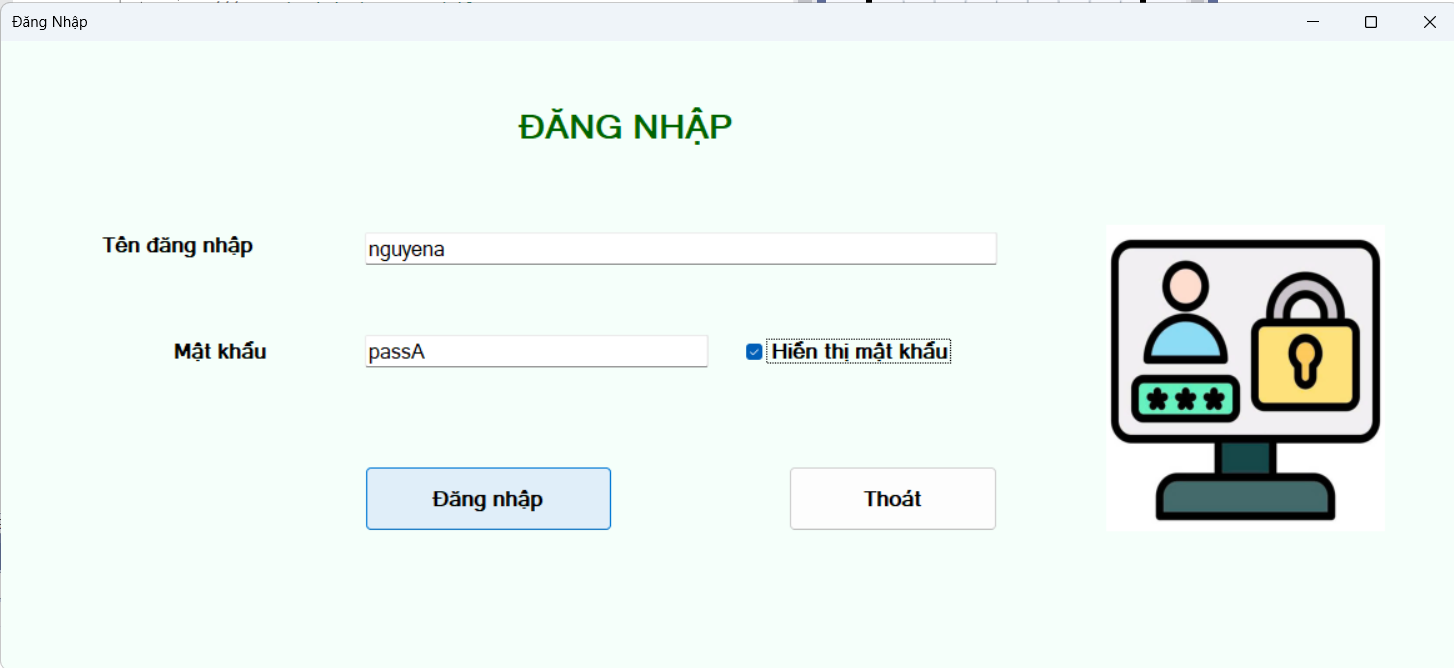 Đăng Nhập
ĐĂNG NHẬP
Tên đăng nhập
nguyena
Mật khẩu
passA
Hiển thị mật khẩu
Đăng nhập
Thoát
***